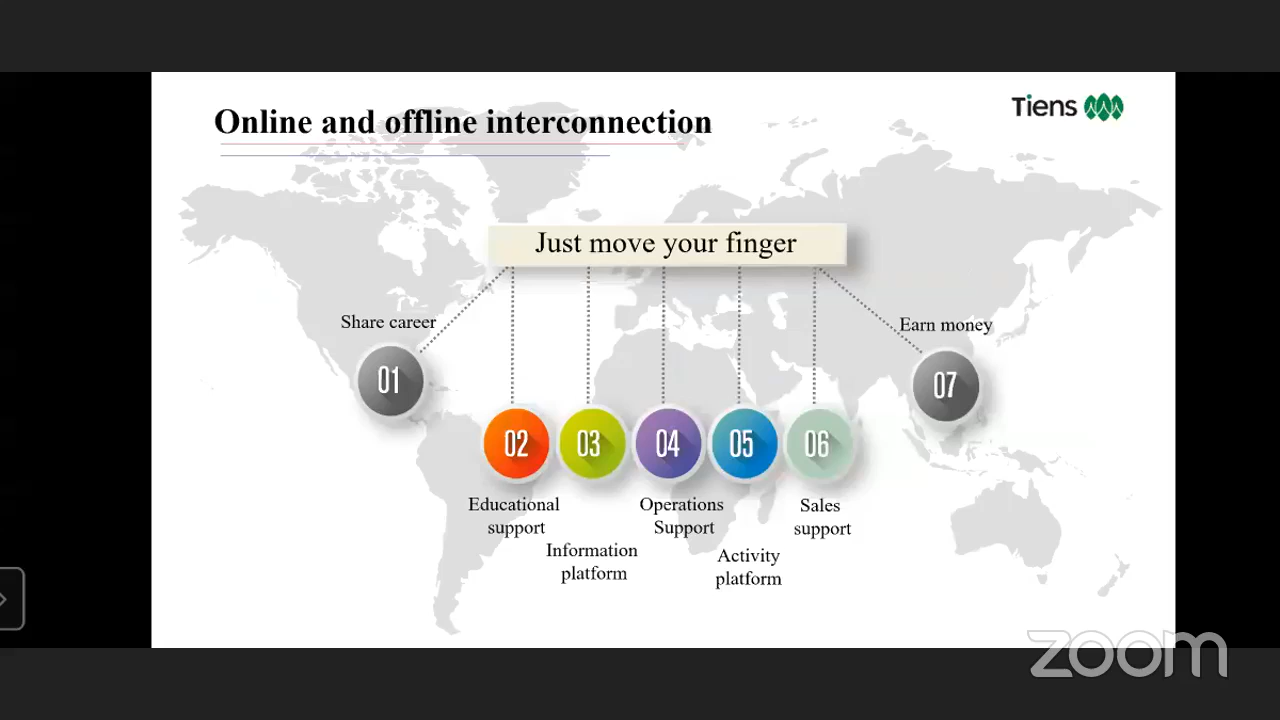 Online and offline interconnection
Tiens
Just move your finger
Share career
Earn money
01
07
02
03
04
05
06
Educational
support
Information
platform
Operations
Support
Activity
platform
Sales
support
zoom